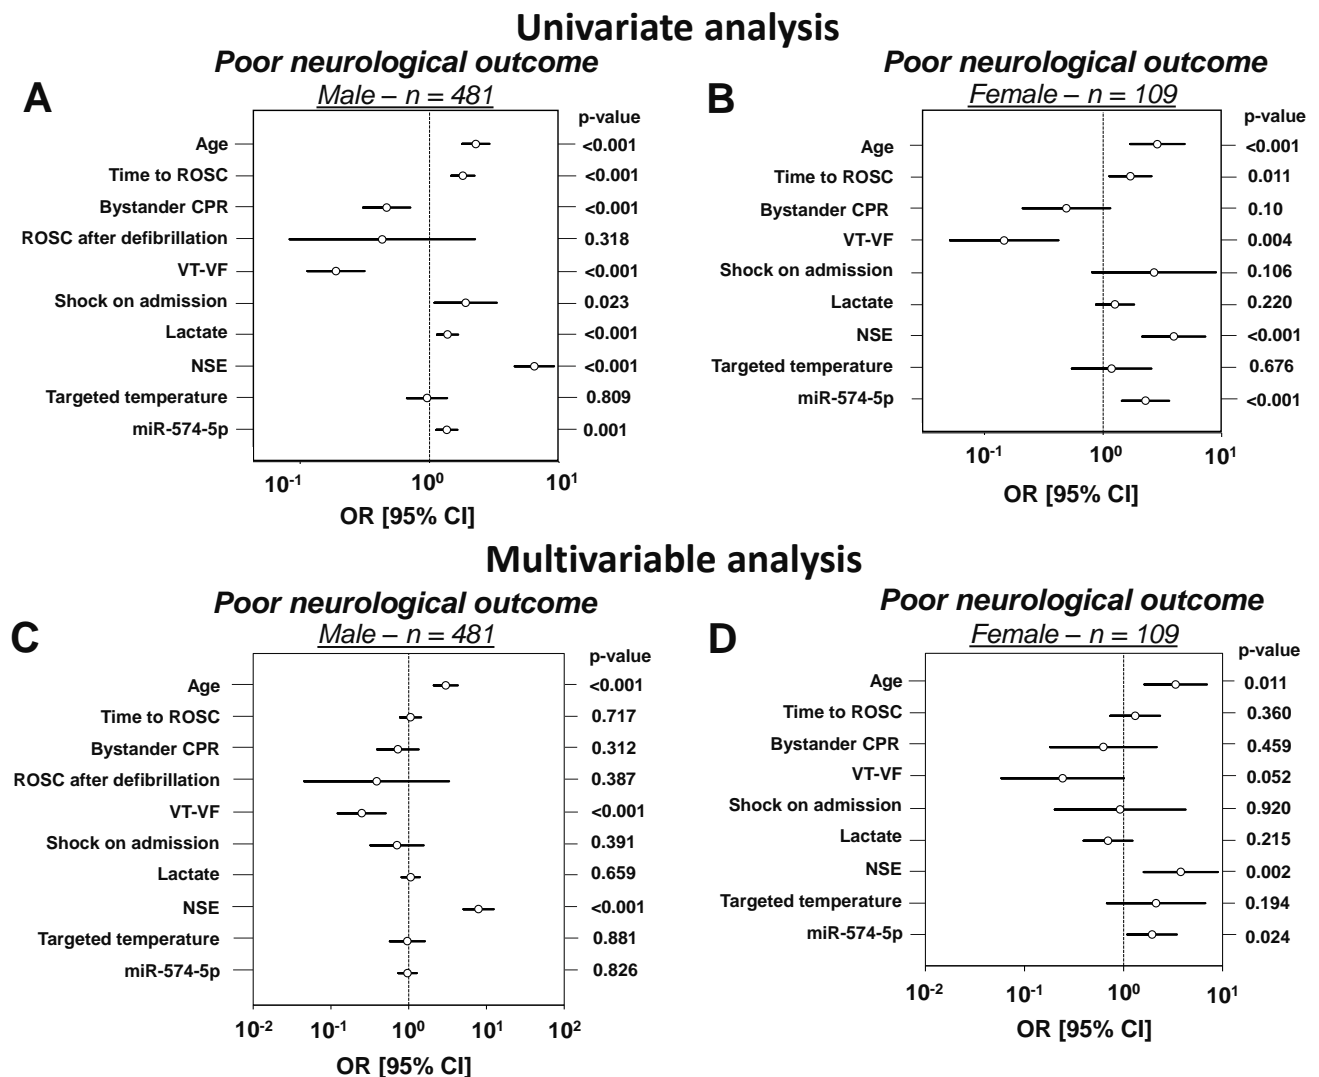 Univariate analysis
A
Poor neurological outcome
Male – n = 481
p-value
Age <0.001
Time to ROSC <0.001
Bystander CPR <0.001
ROSC after defibrillation 0.318
VT-VF <0.001
Shock on admission 0.023
Lactate <0.001
NSE <0.001
Targeted temperature 0.809
miR-574-5p 0.001
10-1 100 101
OR [95% CI]
B
Poor neurological outcome
Female – n = 109
p-value
Age <0.001
Time to ROSC 0.011
Bystander CPR 0.10
VT-VF 0.004
Shock on admission 0.106
Lactate 0.220
NSE <0.001
Targeted temperature 0.676
miR-574-5p <0.001
10-1 100 101
OR [95% CI]
Multivariable analysis
C
Poor neurological outcome
Male – n = 481
p-value
Age <0.001
Time to ROSC 0.717
Bystander CPR 0.312
ROSC after defibrillation 0.387
VT-VF <0.001
Shock on admission 0.391
Lactate 0.659
NSE <0.001
Targeted temperature 0.881
miR-574-5p 0.826
10-2 10-1 100 101 102
OR [95% CI]
D
Poor neurological outcome
Female – n = 109
p-value
Age 0.011
Time to ROSC 0.360
Bystander CPR 0.459
VT-VF 0.052
Shock on admission 0.920
Lactate 0.215
NSE 0.002
Targeted temperature 0.194
miR-574-5p 0.024
10-2 10-1 100 101
OR [95% CI]